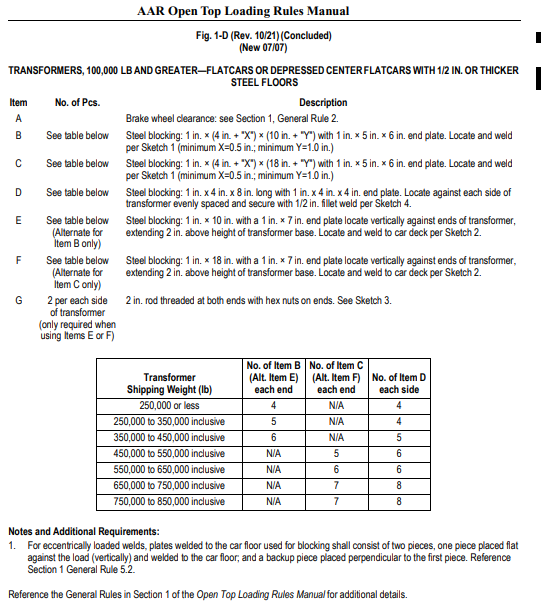 AAR Open Top Loading Rules Manual
Fig. 1-D (Rev. 10/21) (Concluded)
(New 07/07)
TRANSFORMERS, 100,000 LB AND GREATER—FLATCARS OR DEPRESSED CENTER FLATCARS WITH 1/2 IN. OR THICKER
STEEL FLOORS
Item No. of Pcs. Description
A Brake wheel clearance: see Section 1, General Rule 2.
B See table below Steel blocking: 1 in. × (4 in. + "X") × (10 in. + "Y") with 1 in. × 5 in. × 6 in. end plate. Locate and weld
per Sketch 1 (minimum X=0.5 in.; minimum Y=1.0 in.)
C See table below Steel blocking: 1 in. × (4 in. + "X") × (18 in. + "Y") with 1 in. × 5 in. × 6 in. end plate. Locate and weld
per Sketch 1 (minimum X=0.5 in.; minimum Y=1.0 in.)
D See table below Steel blocking: 1 in. x 4 in. x 8 in. long with 1 in. x 4 in. x 4 in. end plate. Locate against each side of
transformer evenly spaced and secure with 1/2 in. fillet weld per Sketch 4.
E See table below Steel blocking: 1 in. × 10 in. with a 1 in. × 7 in. end plate locate vertically against ends of transformer,
(Alternate for extending 2 in. above height of transformer base. Locate and weld to car deck per Sketch 2.
Item B only)
F See table below Steel blocking: 1 in. × 18 in. with a 1 in. × 7 in. end plate locate vertically against ends of transformer,
(Alternate for extending 2 in. above height of transformer base. Locate and weld to car deck per Sketch 2.
Item C only)
G 2 per each side 2 in. rod threaded at both ends with hex nuts on ends. See Sketch 3.
of transformer
(only required when
using Items E or F)
No. of Item B No. of Item C
Transformer (Alt. Item E) (Alt. Item F) No. of Item D
Shipping Weight (lb) each end each end each side
250,000 or less 4 N/A 4
250,000 to 350,000 inclusive 5 N/A 4
350,000 to 450,000 inclusive 6 N/A 5
450,000 to 550,000 inclusive N/A 5 6
550,000 to 650,000 inclusive N/A 6 6
650,000 to 750,000 inclusive N/A 7 8
750,000 to 850,000 inclusive N/A 7 8
Notes and Additional Requirements:
1. For eccentrically loaded welds, plates welded to the car floor used for blocking shall consist of two pieces, one piece placed flat
against the load (vertically) and welded to the car floor; and a backup piece placed perpendicular to the first piece. Reference
Section 1 General Rule 5.2.
Reference the General Rules in Section 1 of the Open Top Loading Rules Manual for additional details.